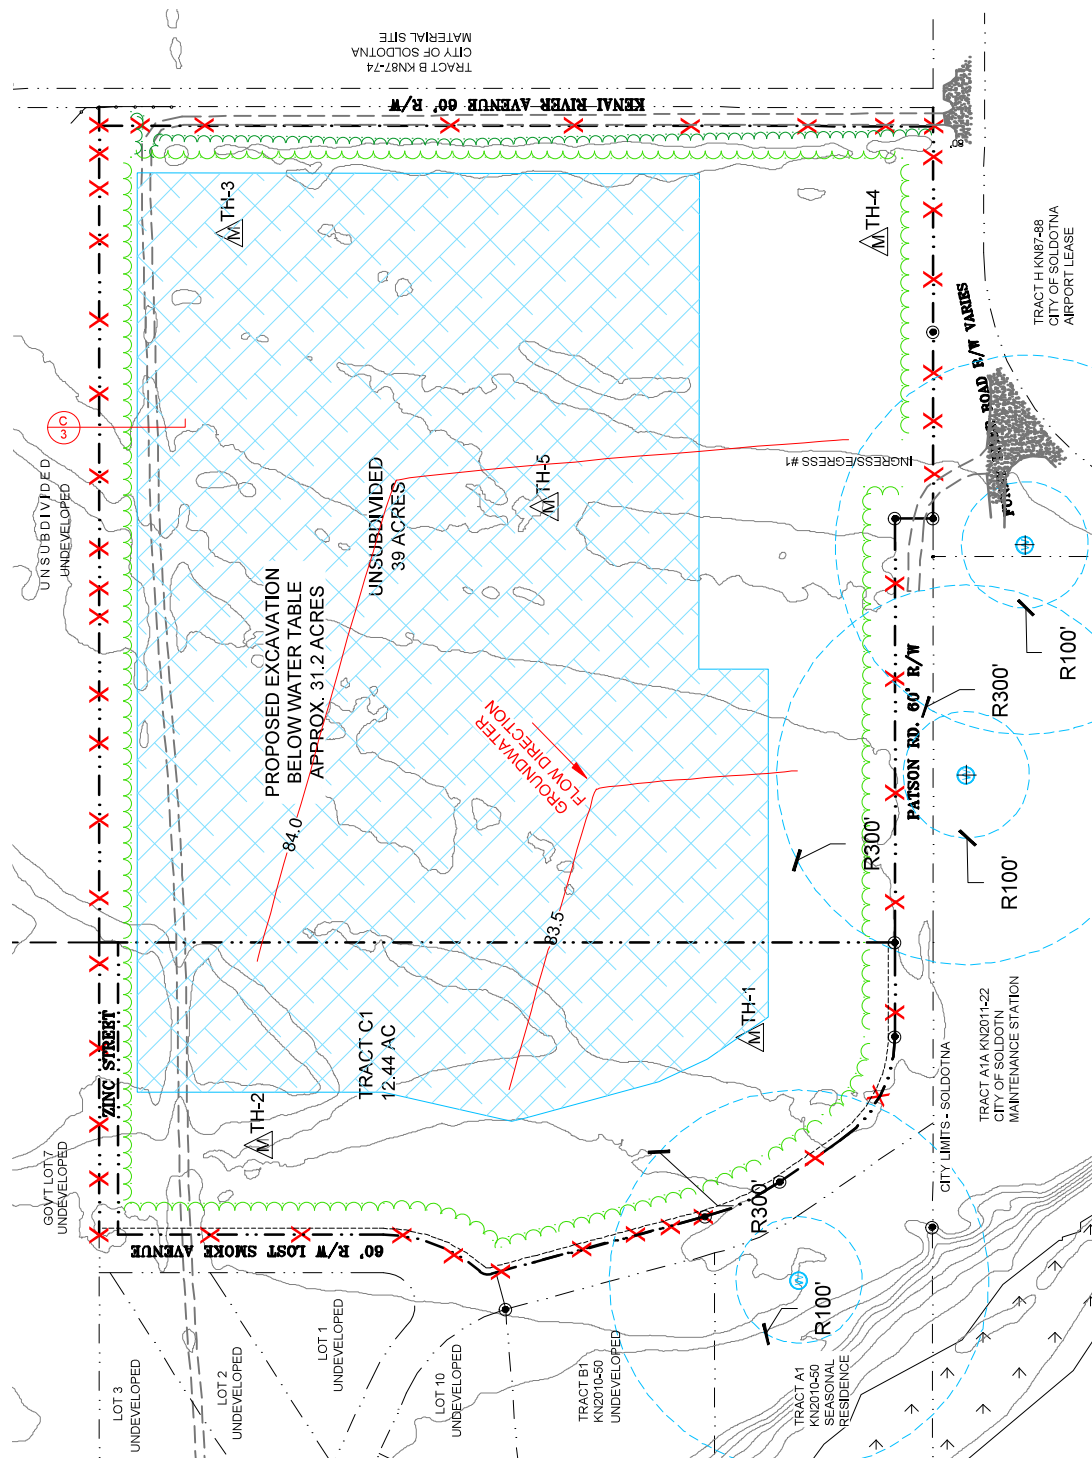 TRACT B KN87-74
CITY OF SOLDOTNA
MATERIAL SITE
KENAI RIVER AVENUE 60' R/W
80'
TH-3
TH-4
TRACT H KN87-88
CITY OF SOLDOTNA
AIRPORT LEASE
C
3
UNSUBDIVIDED
UNDEVELOPED
ROAD R/W VARIES
INGRESS/EGRESS #1
UNSUBDIVIDED
39 ACRES
M TH-5
PROPOSED EXCAVATION
BELOW WATER TABLE
APPROX. 31.2 ACRES
GROUNDWATER
FLOW DIRECTION
84.0
83.5
PATSON RD. 60' R/W
R100'
R300'
R300'
R100'
M
M
ZINC STREET
TRACT C1
12.44 AC
M TH-1
M TH-2
TRACT A1A KN2011-22
CITY OF SOLDOTN
MAINTENANCE STATION
CITY LIMITS - SOLDOTNA
GOVT LOT 7
UNDEVELOPED
60' R/W LOST SMOKE AVENUE
R300'
R100'
LOT 3
UNDEVELOPED
LOT 2
UNDEVELOPED
LOT 1
UNDEVELOPED
LOT 10
UNDEVELOPED
TRACT B1
KN2010-50
UNDEVELOPED
TRACT A1
KN2010-50
SEASONAL
RESIDENCE